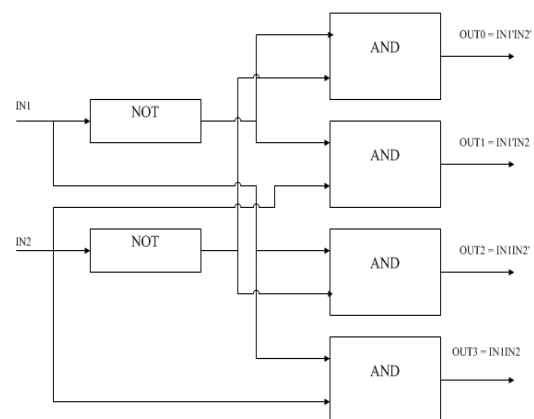 AND
OUT0 = IN1'IN2'
IN1
NOT
AND
OUT1 = IN1'IN2
IN2
NOT
AND
OUT2 = IN1IN2'
AND
OUT3 = IN1IN2